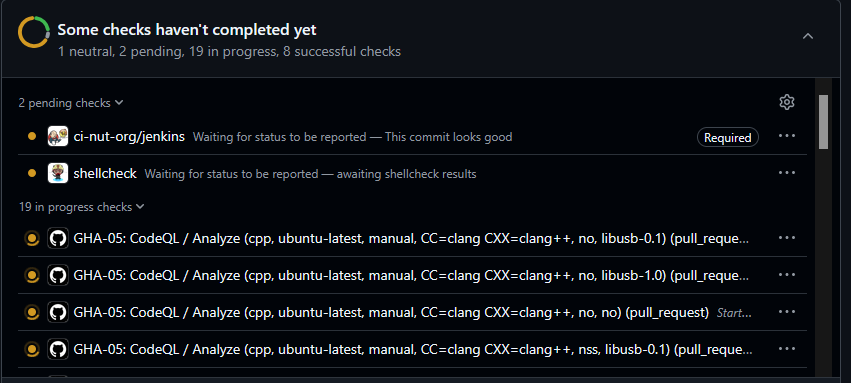 Some checks haven't completed yet
1 neutral, 2 pending, 19 in progress, 8 successful checks
2 pending checks
ci-nut-org/jenkins Waiting for status to be reported — This commit looks good Required
shellcheck Waiting for status to be reported — awaiting shellcheck results
19 in progress checks
GHA-05: CodeQL / Analyze (cpp, ubuntu-latest, manual, CC=clang CXX=clang++, no, libusb-0.1) (pull_reque...
GHA-05: CodeQL / Analyze (cpp, ubuntu-latest, manual, CC=clang CXX=clang++, no, libusb-1.0) (pull_reque...
GHA-05: CodeQL / Analyze (cpp, ubuntu-latest, manual, CC=clang CXX=clang++, no, no) (pull_request) Start...
GHA-05: CodeQL / Analyze (cpp, ubuntu-latest, manual, CC=clang CXX=clang++, nss, libusb-0.1) (pull_reque...